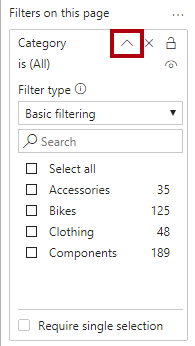 Filters on this page
Category
is (All)
Filter type
Basic filtering
Search
Select all
Accessories 35
Bikes 125
Clothing 48
Components 189
Require single selection